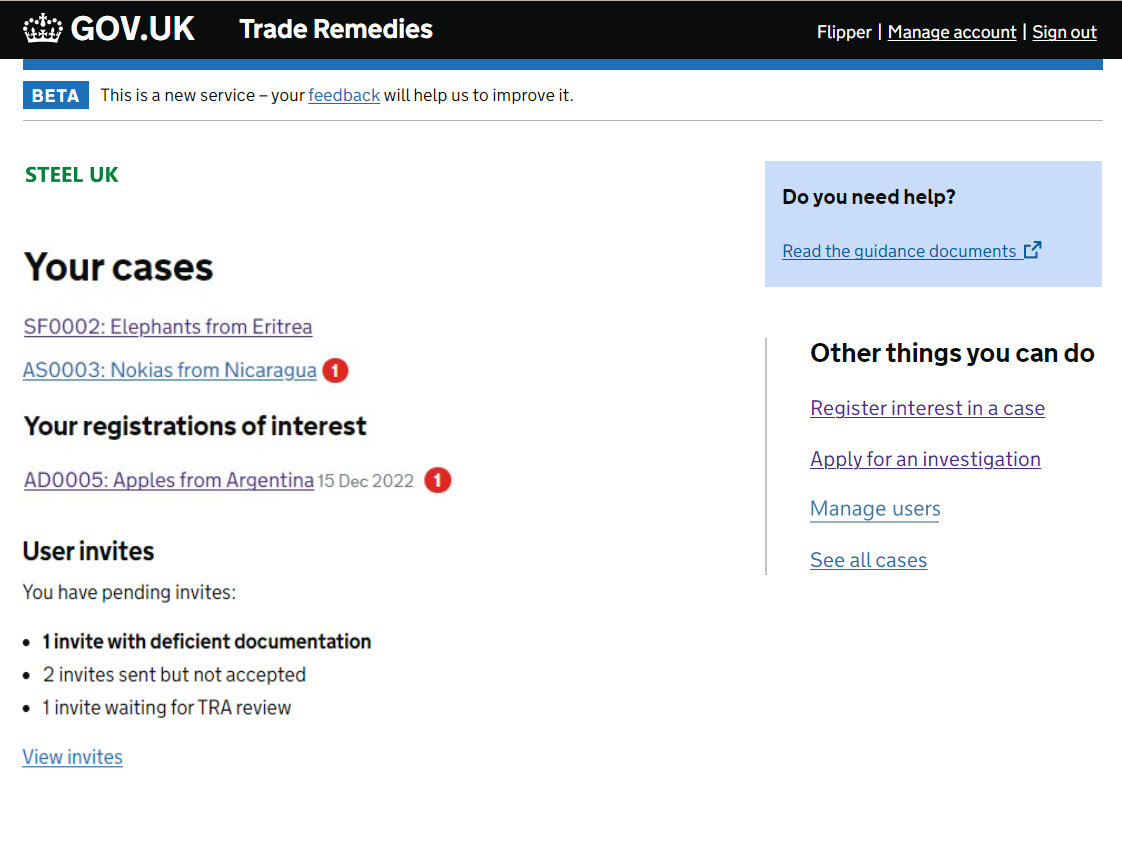 GOV.UK Trade Remedies Flipper | Manage account | Sign out
BETA This is a new service – your feedback will help us to improve it.
STEEL UK
Your cases
SF0002: Elephants from Eritrea
AS0003: Nokias from Nicaragua 1
Your registrations of interest
AD0005: Apples from Argentina 15 Dec 2022 1
User invites
You have pending invites:
• 1 invite with deficient documentation
• 2 invites sent but not accepted
• 1 invite waiting for TRA review
View invites
Do you need help?
Read the guidance documents
Other things you can do
Register interest in a case
Apply for an investigation
Manage users
See all cases